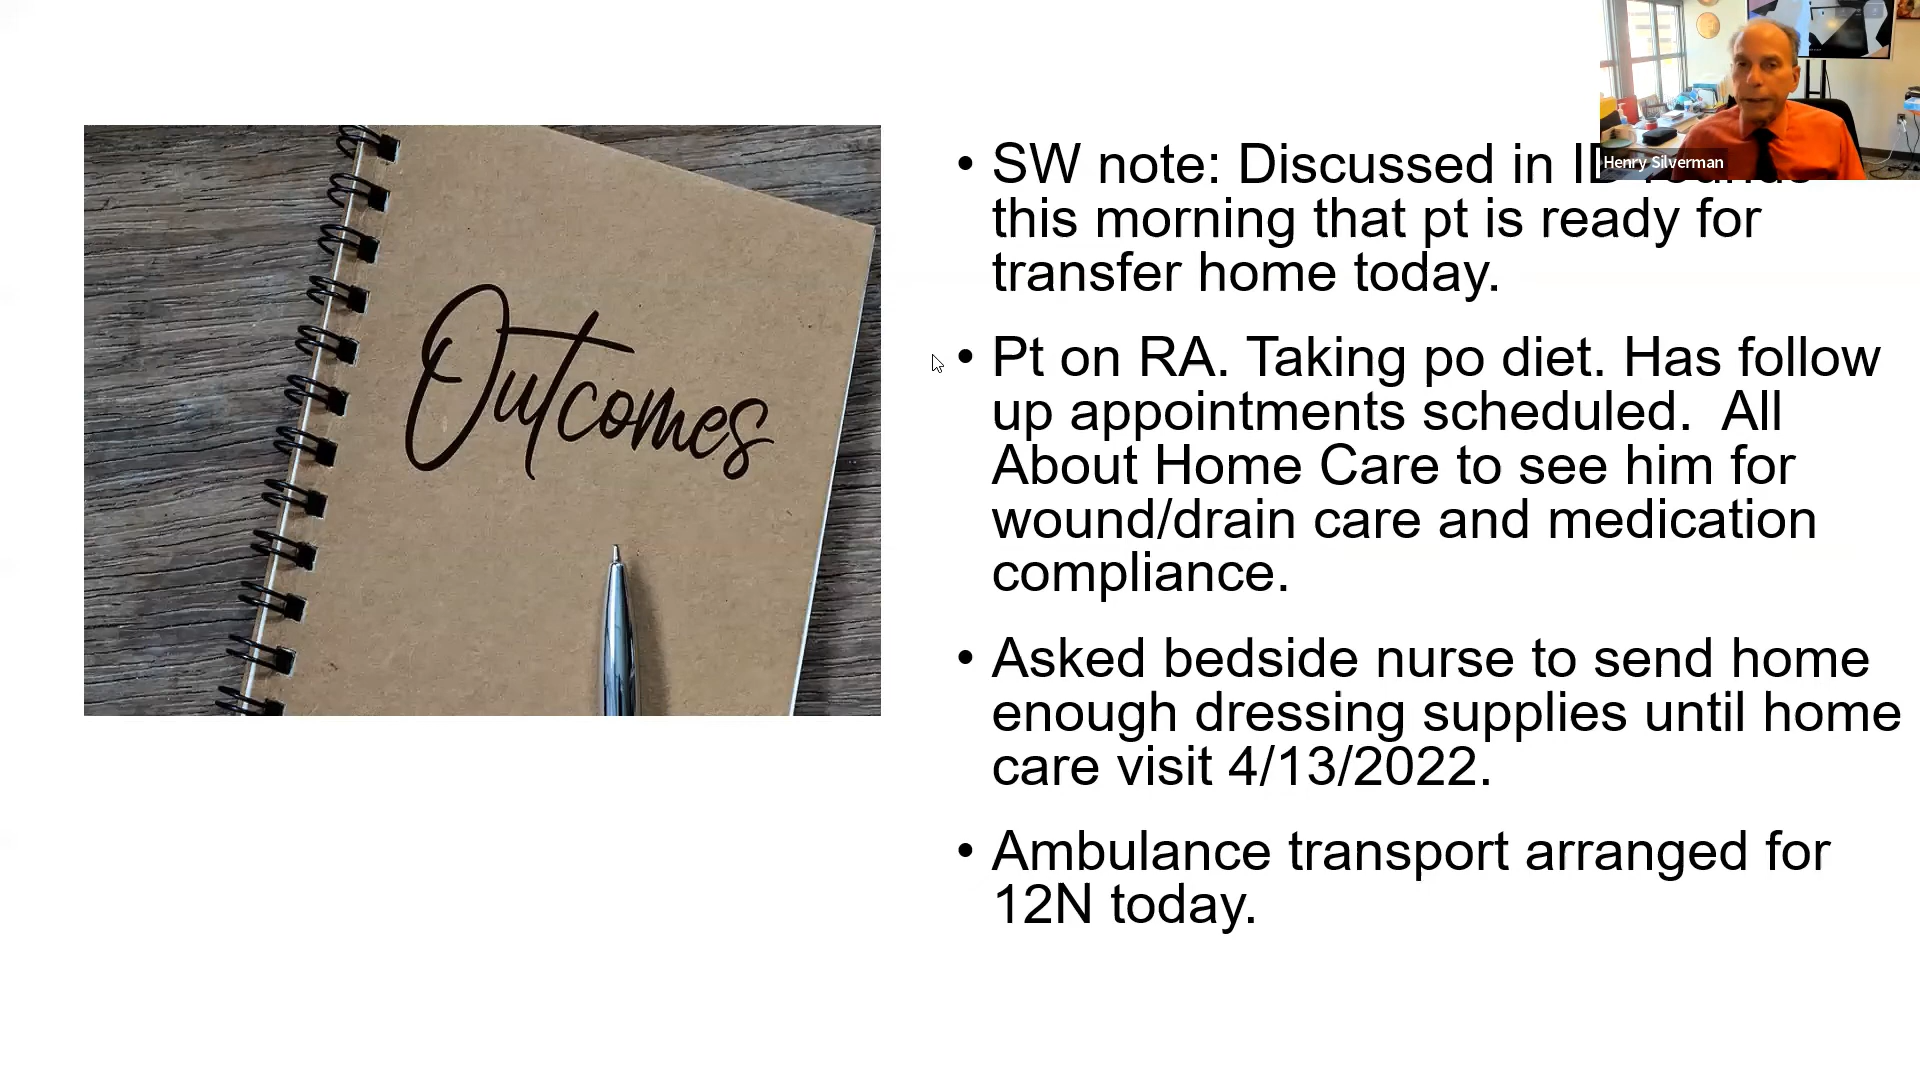 Outcomes
• SW note: Discussed in
this morning that pt is ready for
transfer home today.
• Pt on RA. Taking po diet. Has follow
up appointments scheduled.  All
About Home Care to see him for
wound/drain care and medication
compliance.
• Asked bedside nurse to send home
enough dressing supplies until home
care visit 4/13/2022.
• Ambulance transport arranged for
12N today.
Henry Silverman